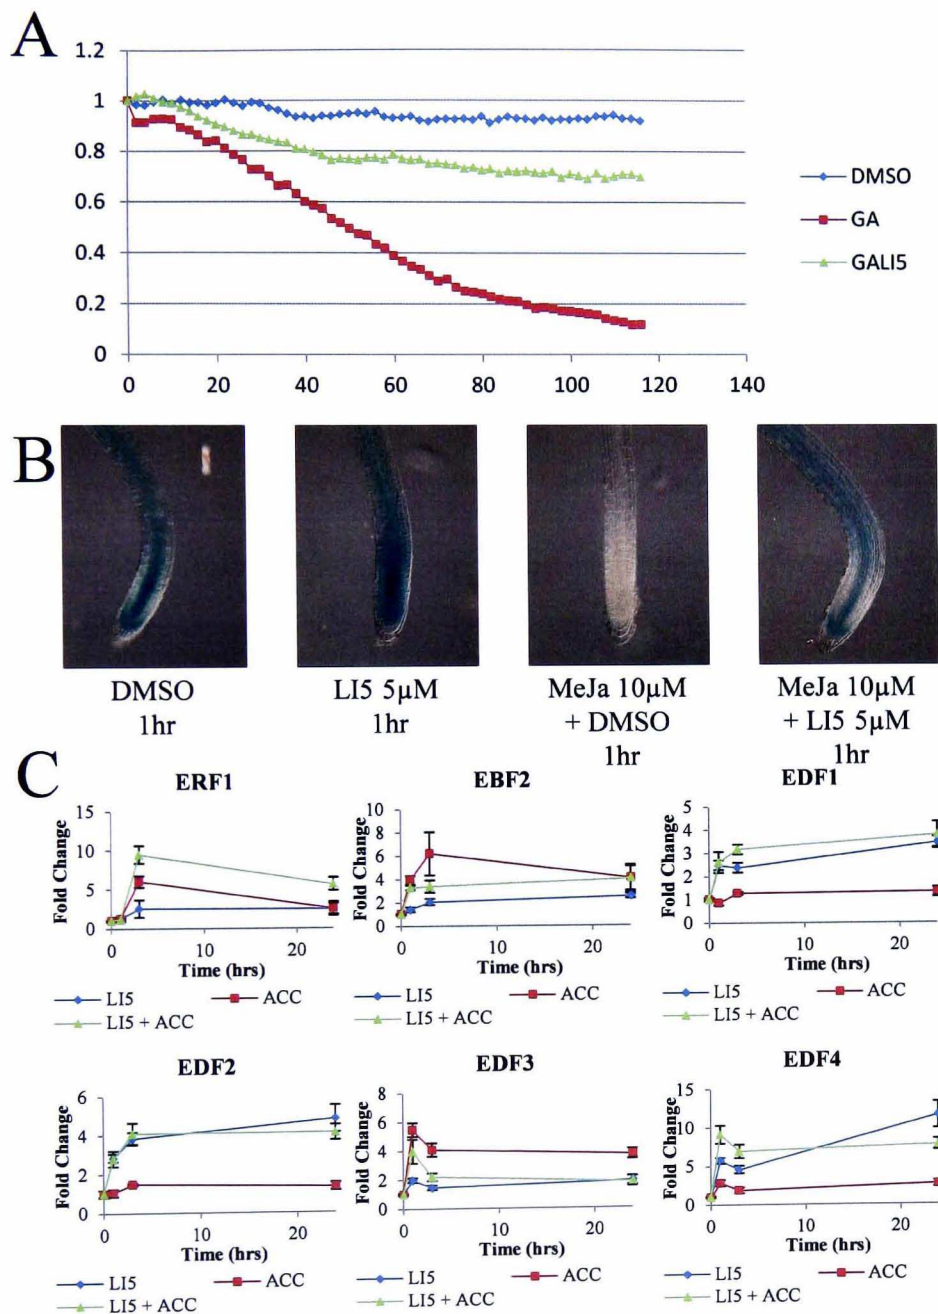 A
1.2
1
0.8
0.6
0.4
0.2
0
0 20 40 60 80 100 120 140
DMSO
GA
GALI5
B
DMSO
1hr
LI5 5µM
1hr
MeJa 10µM
+ DMSO
1hr
MeJa 10µM
+ LI5 5µM
1hr
C
ERF1
Fold Change
15
10
5
0
0 10 20
Time (hrs)
LI5 ACC
LI5 + ACC
EBF2
Fold Change
10
8
6
4
2
0
0 10 20
Time (hrs)
LI5 ACC
LI5 + ACC
EDF1
Fold Change
5
4
3
2
1
0
0 10 20
Time (hrs)
LI5 ACC
LI5 + ACC
EDF2
Fold Change
6
4
2
0
0 10 20
Time (hrs)
LI5 ACC
LI5 + ACC
EDF3
Fold Change
8
6
4
2
0
0 10 20
Time (hrs)
LI5 ACC
LI5 + ACC
EDF4
Fold Change
15
10
5
0
0 10 20
Time (hrs)
LI5 ACC
LI5 + ACC